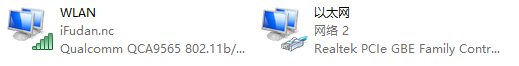 WLAN
iFudan.nc
Qualcomm QCA9565 802.11b/...
以太网
网络 2
Realtek PCIe GBE Family Contr...